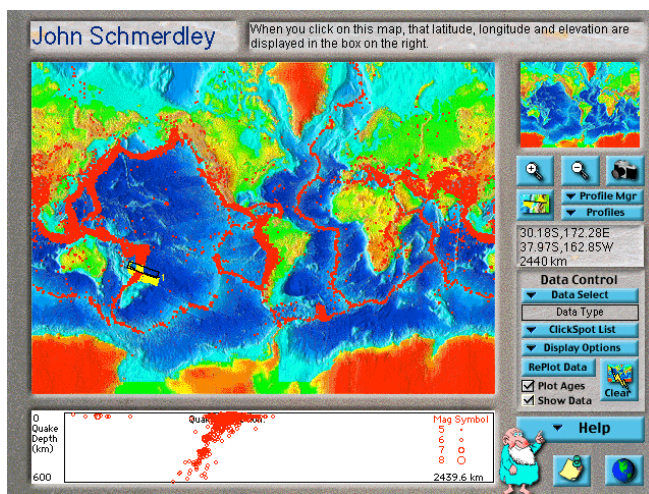 John Schmerdley
When you click on this map, that latitude, longitude and elevation are
displayed in the box on the right.
Profile Mgr
Profiles
30.18S,172.28E
37.97S,162.85W
2440 km
Data Control
Data Select
Data Type
ClickSpot List
Display Options
RePlot Data
Plot Ages
Show Data
Clear
Help
0
Quake
Depth
(km)
600
Mag Symbol
5
6
7
8
2439.6 km